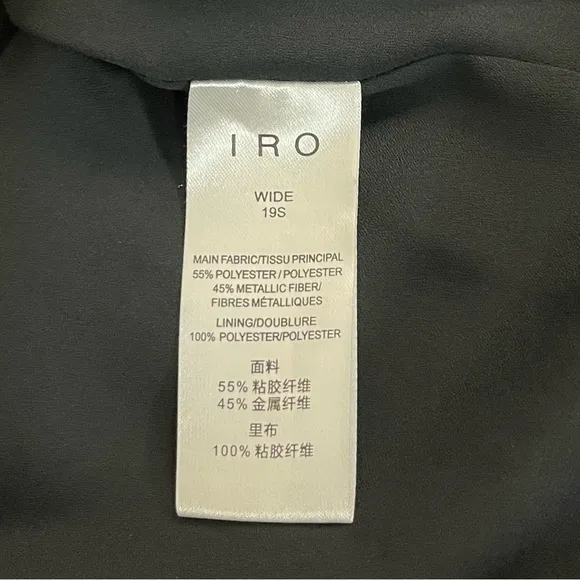 IRO
WIDE
19S
MAIN FABRIC/TISSU PRINCIPAL
55% POLYESTER/POLYESTER
45% METALLIC FIBER/
FIBRES MÉTALLIQUES
LINING/DOUBLURE
100% POLYESTER/POLYESTER
面料
55% 粘胶纤维
45% 金属纤维
里布
100% 粘胶纤维